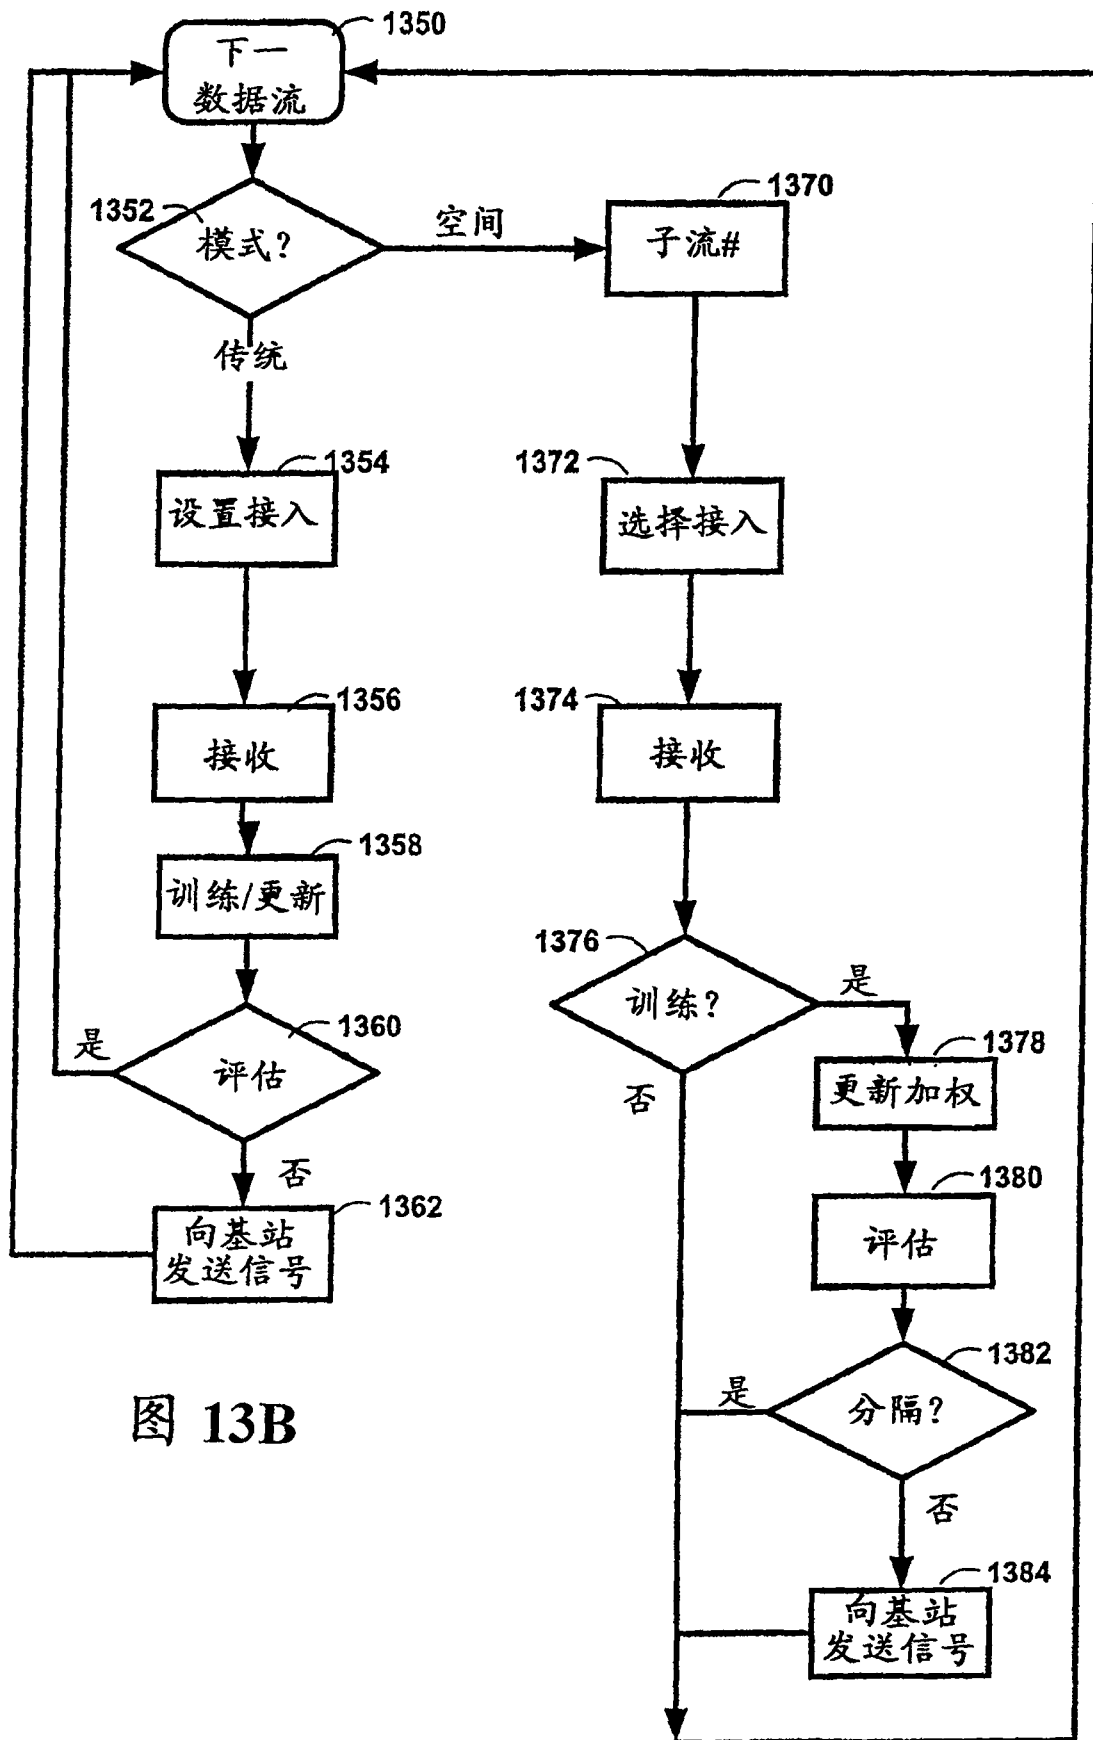 1350
下一
数据流
1352
模式?
空间
1370
子流#
传统
1354
设置接入
1372
选择接入
1356
接收
1374
接收
1358
训练/更新
1376
训练?
是
1360
评估
是
否
1378
更新加权
否
1362
向基站
发送信号
1380
评估
1382
分隔?
是
否
1384
向基站
发送信号
图 13B